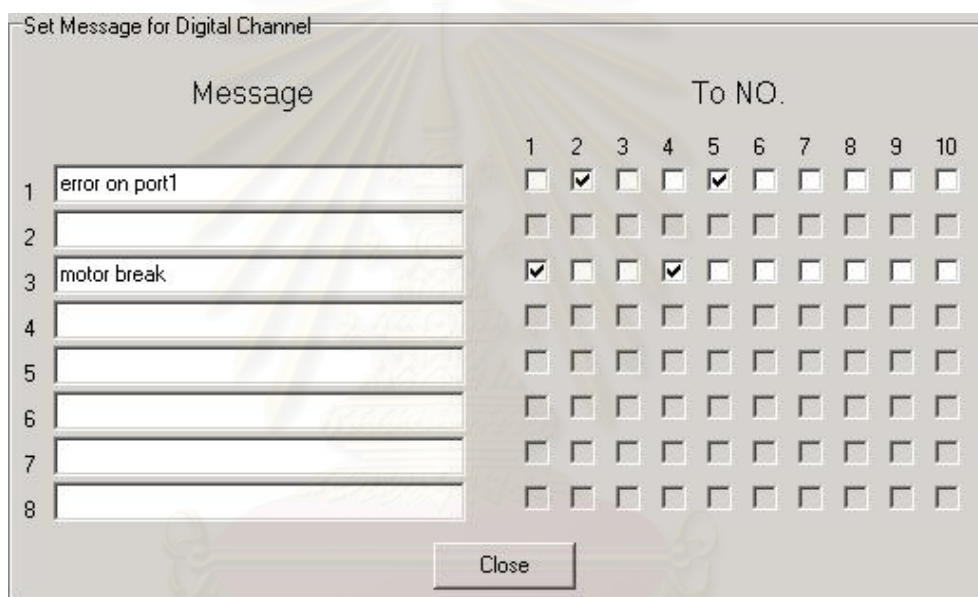 Set Message for Digital Channel
Message To NO.
1 2 3 4 5 6 7 8 9 10
1 error on port1
2
3 motor break
4
5
6
7
8
Close